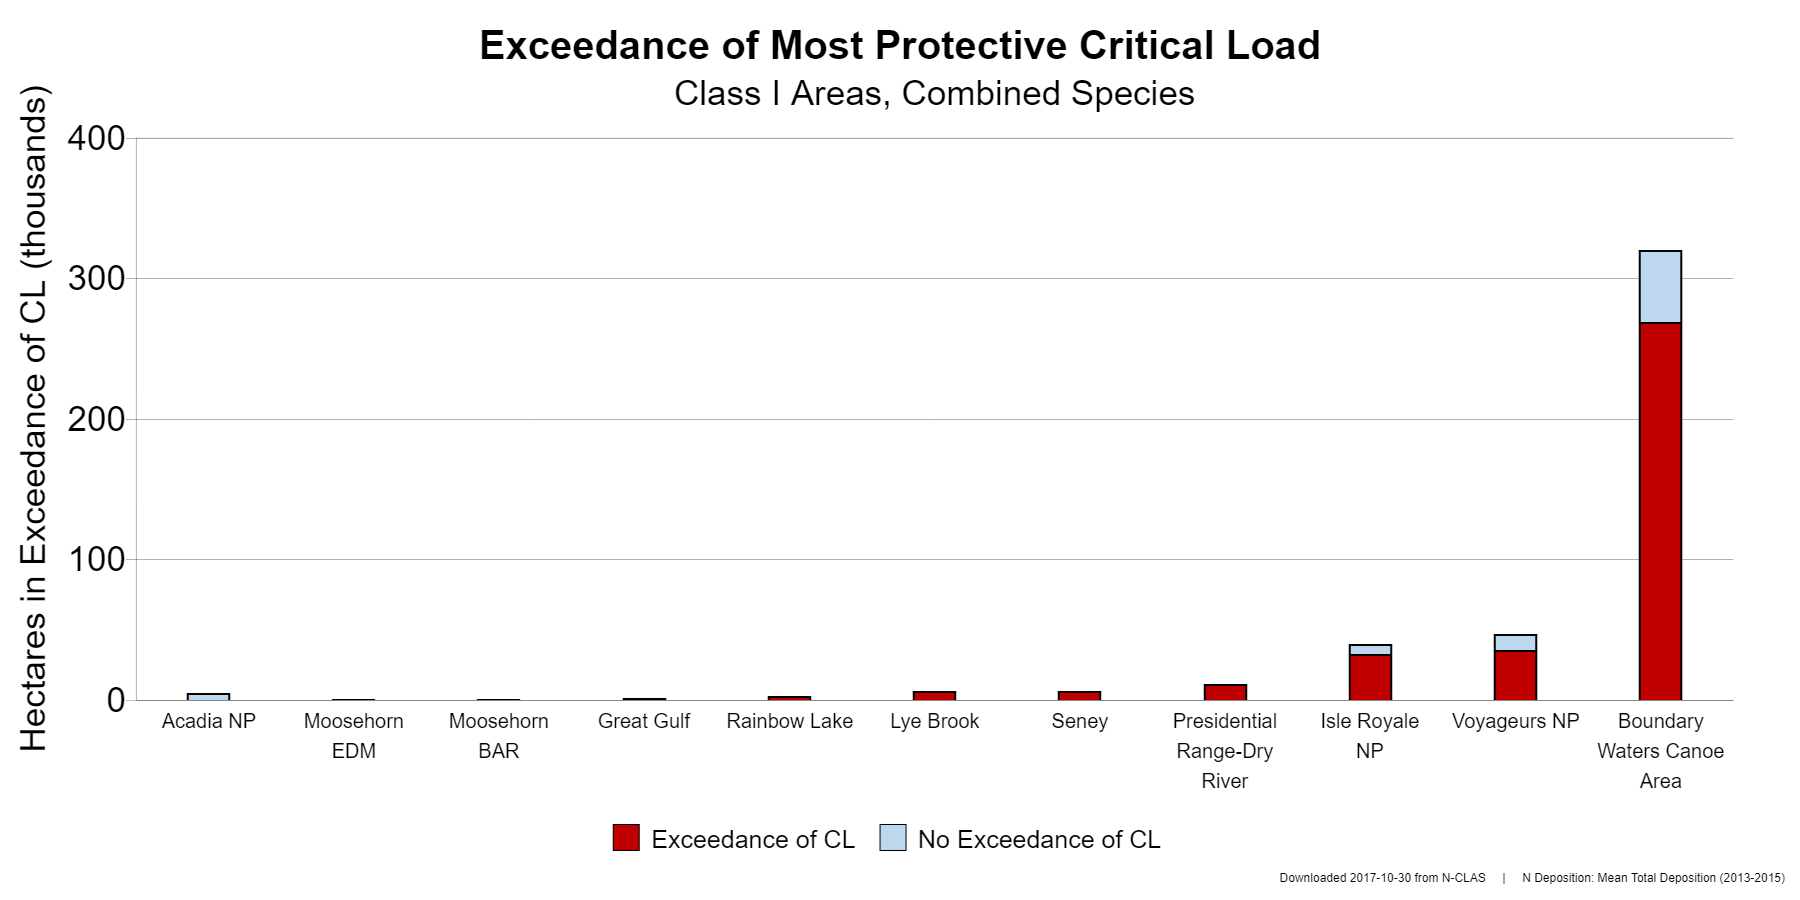 Exceedance of Most Protective Critical Load
Class I Areas, Combined Species
Hectares in Exceedance of CL (thousands)
400
300
200
100
0
Acadia NP
Moosehorn
EDM
Moosehorn
BAR
Great Gulf
Rainbow Lake
Lye Brook
Seney
Presidential
Range-Dry
River
Isle Royale
NP
Voyageurs NP
Boundary
Waters Canoe
Area
Exceedance of CL
No Exceedance of CL
Downloaded 2017-10-30 from N-CLAS | N Deposition: Mean Total Deposition (2013-2015)